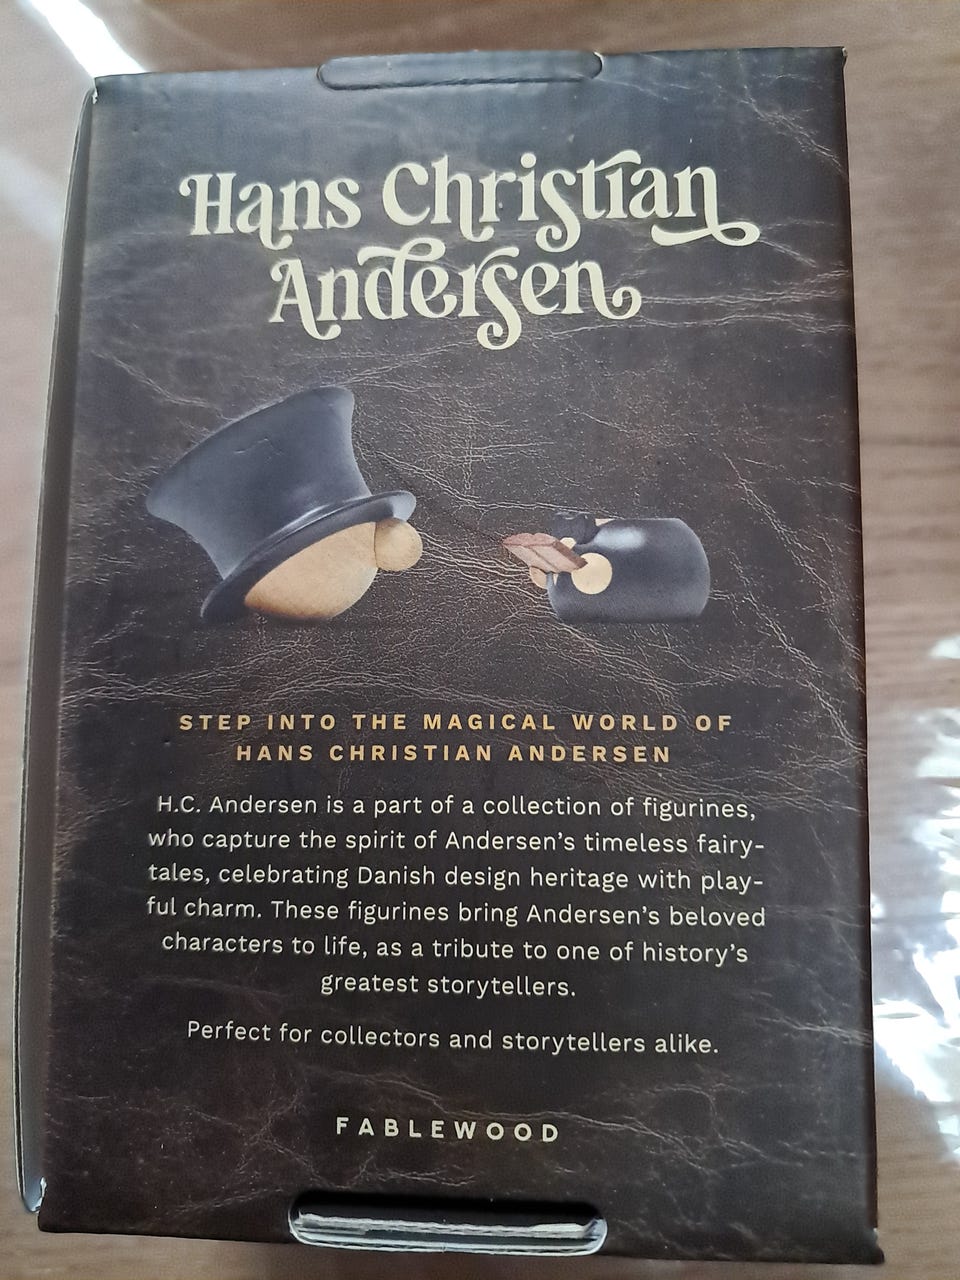 Hans Christian
Andersen
STEP INTO THE MAGICAL WORLD OF
HANS CHRISTIAN ANDERSEN
H.C. Andersen is a part of a collection of figurines,
who capture the spirit of Andersen's timeless fairy-
tales, celebrating Danish design heritage with play-
ful charm. These figurines bring Andersen's beloved
characters to life, as a tribute to one of history's
greatest storytellers.
Perfect for collectors and storytellers alike.
FABLEWOOD